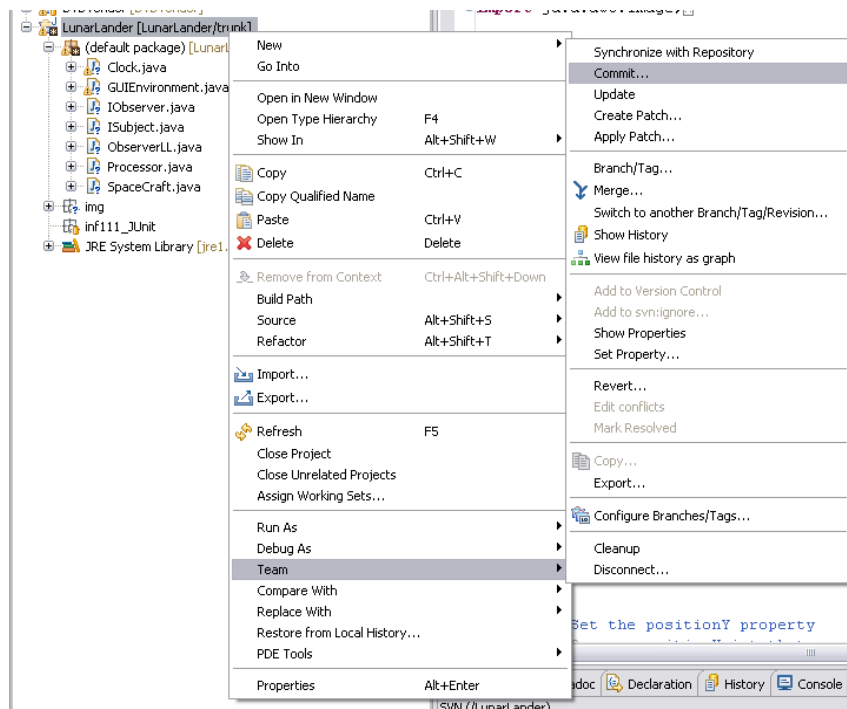 LunarLander [LunarLander/trunk]
(default package) [Lunar
Clock.java
GUIEnvironment.java
IObserver.java
ISubject.java
ObserverLL.java
Processor.java
SpaceCraft.java
img
inf111_JUnit
JRE System Library [jre1.
New
Go Into
Open in New Window
Open Type Hierarchy F4
Show In Alt+Shift+W
Copy Ctrl+C
Copy Qualified Name
Paste Ctrl+V
Delete Delete
Remove from Context Ctrl+Alt+Shift+Down
Build Path
Source Alt+Shift+S
Refactor Alt+Shift+T
Import...
Export...
Refresh F5
Close Project
Close Unrelated Projects
Assign Working Sets...
Run As
Debug As
Team
Compare With
Replace With
Restore from Local History...
PDE Tools
Properties Alt+Enter
Synchronize with Repository
Commit...
Update
Create Patch...
Apply Patch...
Branch/Tag...
Merge...
Switch to another Branch/Tag/Revision...
Show History
View file history as graph
Add to Version Control
Add to svn:ignore...
Show Properties
Set Property...
Revert...
Edit conflicts
Mark Resolved
Copy...
Export...
Configure Branches/Tags...
Cleanup
Disconnect...
Set the positionY property
adoc Declaration History Console
SVN (/LunarLander)